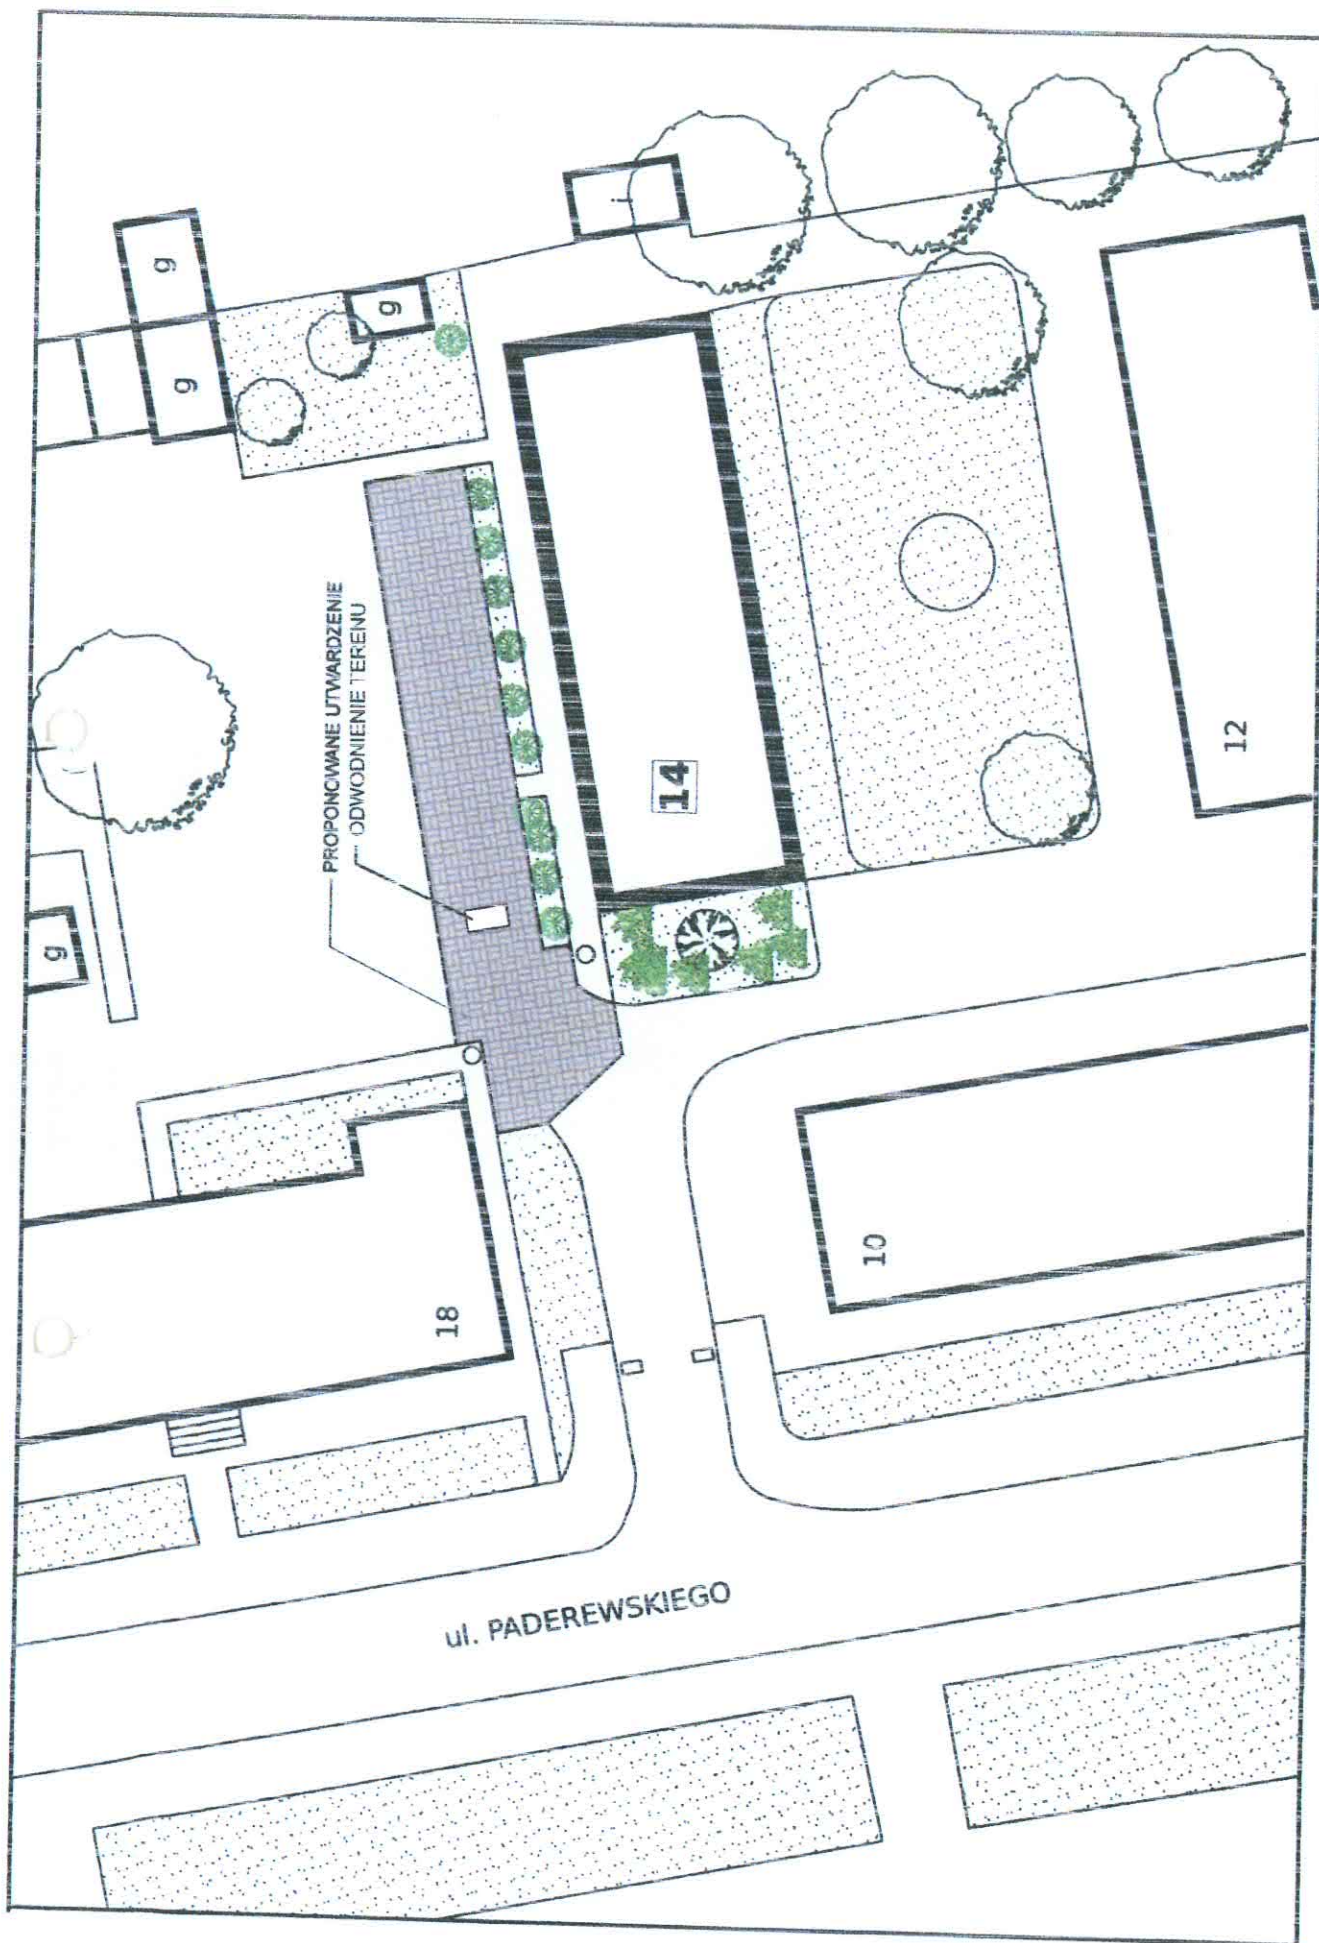 g
g
g
i
PROPONOWANE UTWARDZENIE
ODWODNIENIE TERENU
14
12
g
18
10
ul. PADEREWSKIEGO